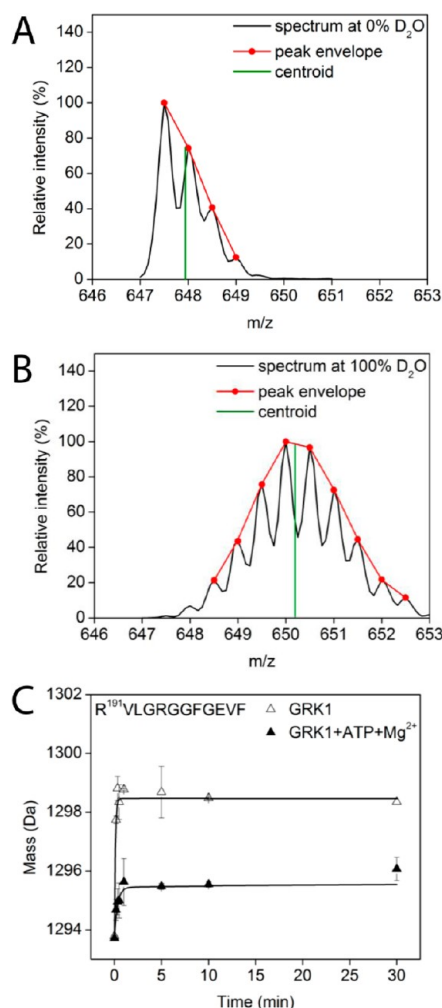 A
spectrum at 0% D₂O
peak envelope
centroid
Relative intensity (%)
140
120
100
80
60
40
20
0
646 647 648 649 650 651 652 653
m/z
B
spectrum at 100% D₂O
peak envelope
centroid
Relative intensity (%)
140
120
100
80
60
40
20
0
646 647 648 649 650 651 652 653
m/z
C
R¹⁹¹VLGRGGFGEVF
GRK1
GRK1+ATP+Mg²⁺
Mass (Da)
1302
1300
1298
1296
1294
0 5 10 15 20 25 30
Time (min)